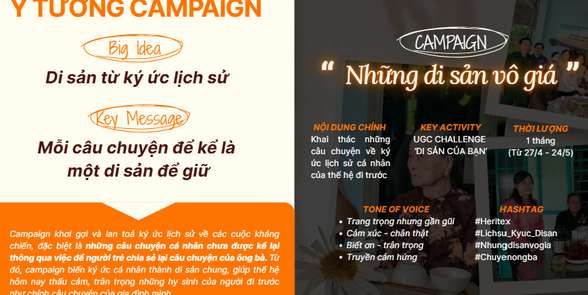 Ý TƯỞNG CAMPAIGN
Big Idea
Di sản từ ký ức lịch sử
Key Message
Mỗi câu chuyện để kể là
một di sản để giữ
Campaign khơi gợi và lan toả ký ức lịch sử về các cuộc kháng
chiến, đặc biệt là những câu chuyện cá nhân chưa được kể lại
thông qua việc để người trẻ chia sẻ lại câu chuyện của ông bà. Từ
đó, campaign biến ký ức cá nhân thành di sản chung, giúp thế hệ
hôm nay thấu cảm, trân trọng những hy sinh của người đi trước
như chính câu chuyện của gia đình mình
CAMPAIGN
“ Những di sản vô giá ”
NỘI DUNG CHÍNH
Khai thác những
câu chuyện về ký
ức lịch sử cá nhân
của thế hệ đi trước
KEY ACTIVITY
UGC CHALLENGE
‘DI SẢN CỦA BẠN’
THỜI LƯỢNG
1 tháng
(Từ 27/4 - 24/5)
TONE OF VOICE
• Trang trọng nhưng gần gũi
• Cảm xúc - chân thật
• Biết ơn - trân trọng
• Truyền cảm hứng
HASHTAG
#Heritex
#Lichsu_Kyuc_Disan
#Nhungdisanvogia
#Chuyenongba